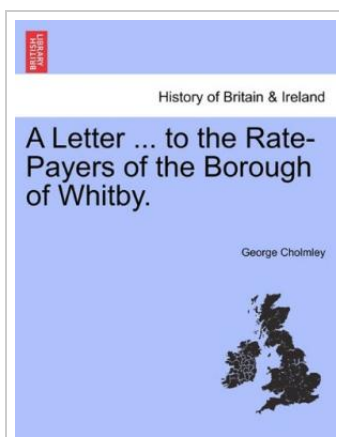 BRITISH
LIBRARY
History of Britain & Ireland
A Letter ... to the Rate-
Payers of the Borough
of Whitby.
George Cholmley